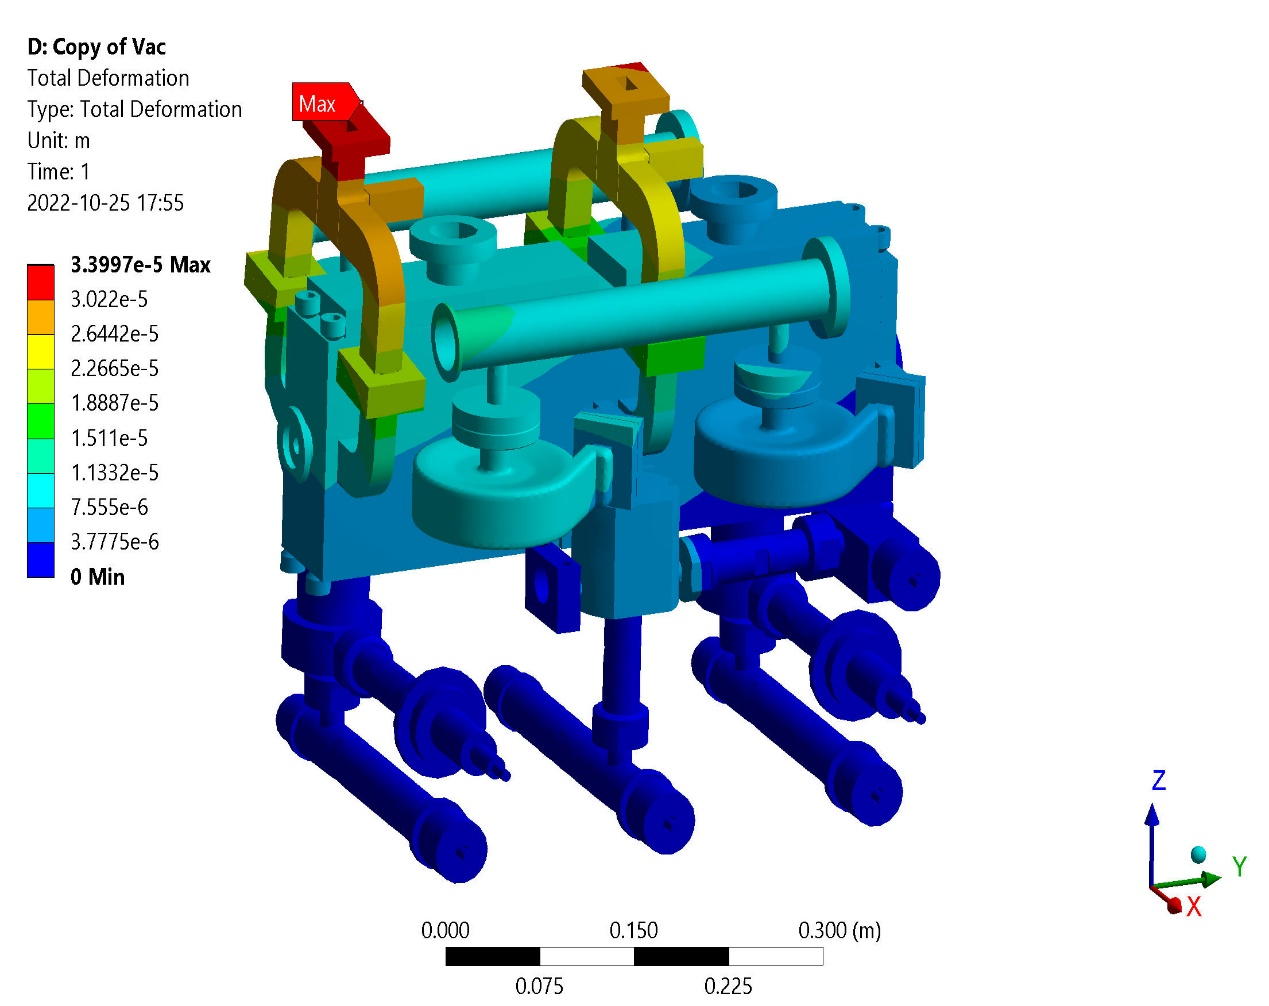 D: Copy of Vac
Total Deformation
Type: Total Deformation
Unit: m
Time: 1
2022-10-25 17:55
3.3997e-5 Max
3.022e-5
2.6442e-5
2.2665e-5
1.8887e-5
1.511e-5
1.1332e-5
7.555e-6
3.7775e-6
0 Min
Max
0.000 0.150 0.300 (m)
0.075 0.225
Z
Y
X